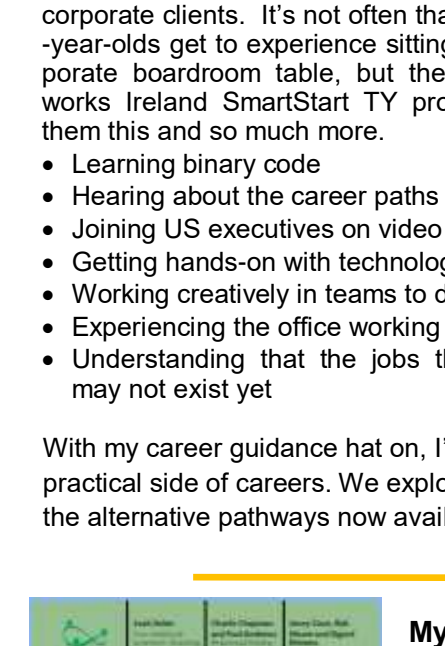 corporate clients. It's not often tha
-year-olds get to experience sitting
porate boardroom table, but the
works Ireland SmartStart TY pro
them this and so much more.
• Learning binary code
• Hearing about the career paths
• Joining US executives on video
• Getting hands-on with technolog
• Working creatively in teams to d
• Experiencing the office working
• Understanding that the jobs th
may not exist yet
With my career guidance hat on, I'
practical side of careers. We explo
the alternative pathways now avail
My